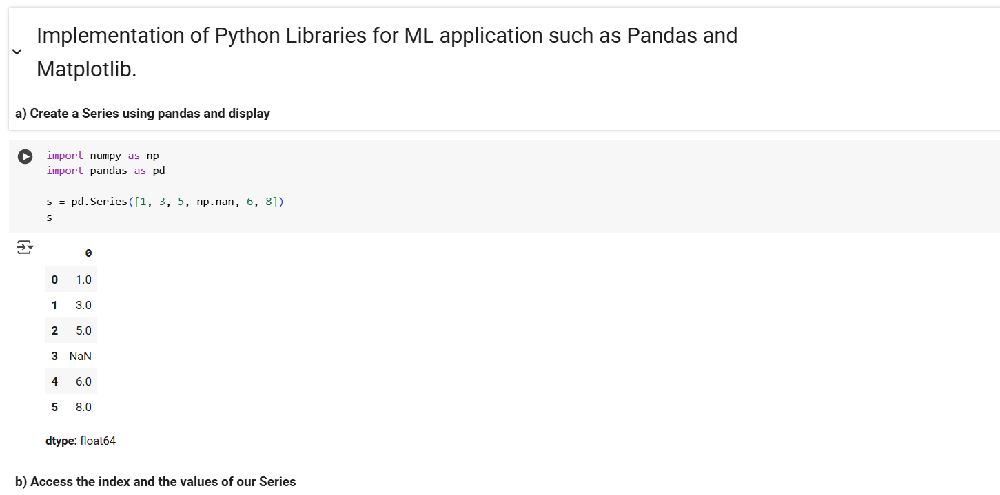 Implementation of Python Libraries for ML application such as Pandas and
Matplotlib.
a) Create a Series using pandas and display
import numpy as np
import pandas as pd
s = pd.Series([1, 3, 5, np.nan, 6, 8])
s
0
0 1.0
1 3.0
2 5.0
3 NaN
4 6.0
5 8.0
dtype: float64
b) Access the index and the values of our Series